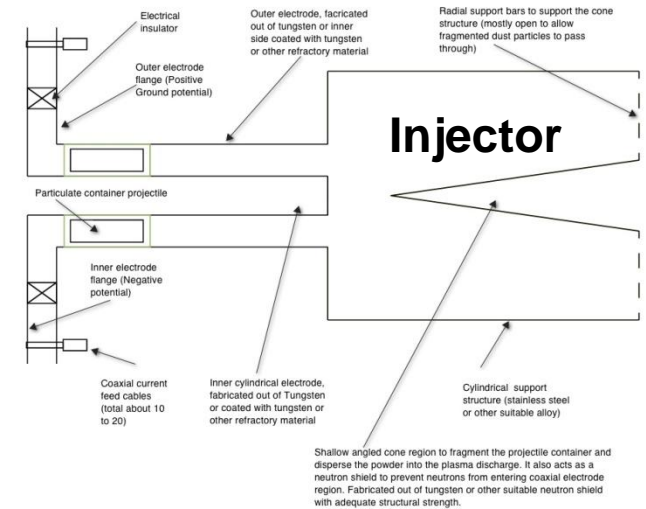 Electrical
insulator
Outer electrode, facricated
out of tungsten or inner
side coated with tungsten
or other refractory material
Radial support bars to support the cone
structure (mostly open to allow
fragmented dust particles to pass
through)
Outer electrode
flange (Positive
Ground potential)
Injector
Particulate container projectile
Inner electrode
flange (Negative
potential)
Coaxial current
feed cables
(total about 10
to 20)
Inner cylindrical electrode,
fabricated out of Tungsten
or coated with tungsten or
other refractory material
Cylindrical support
structure (stainless steel
or other suitable alloy)
Shallow angled cone region to fragment the projectile container and
disperse the powder into the plasma discharge. It also acts as a
neutron shield to prevent neutrons from entering coaxial electrode
region. Fabricated out of tungsten or other suitable neutron shield
with adequate structural strength.